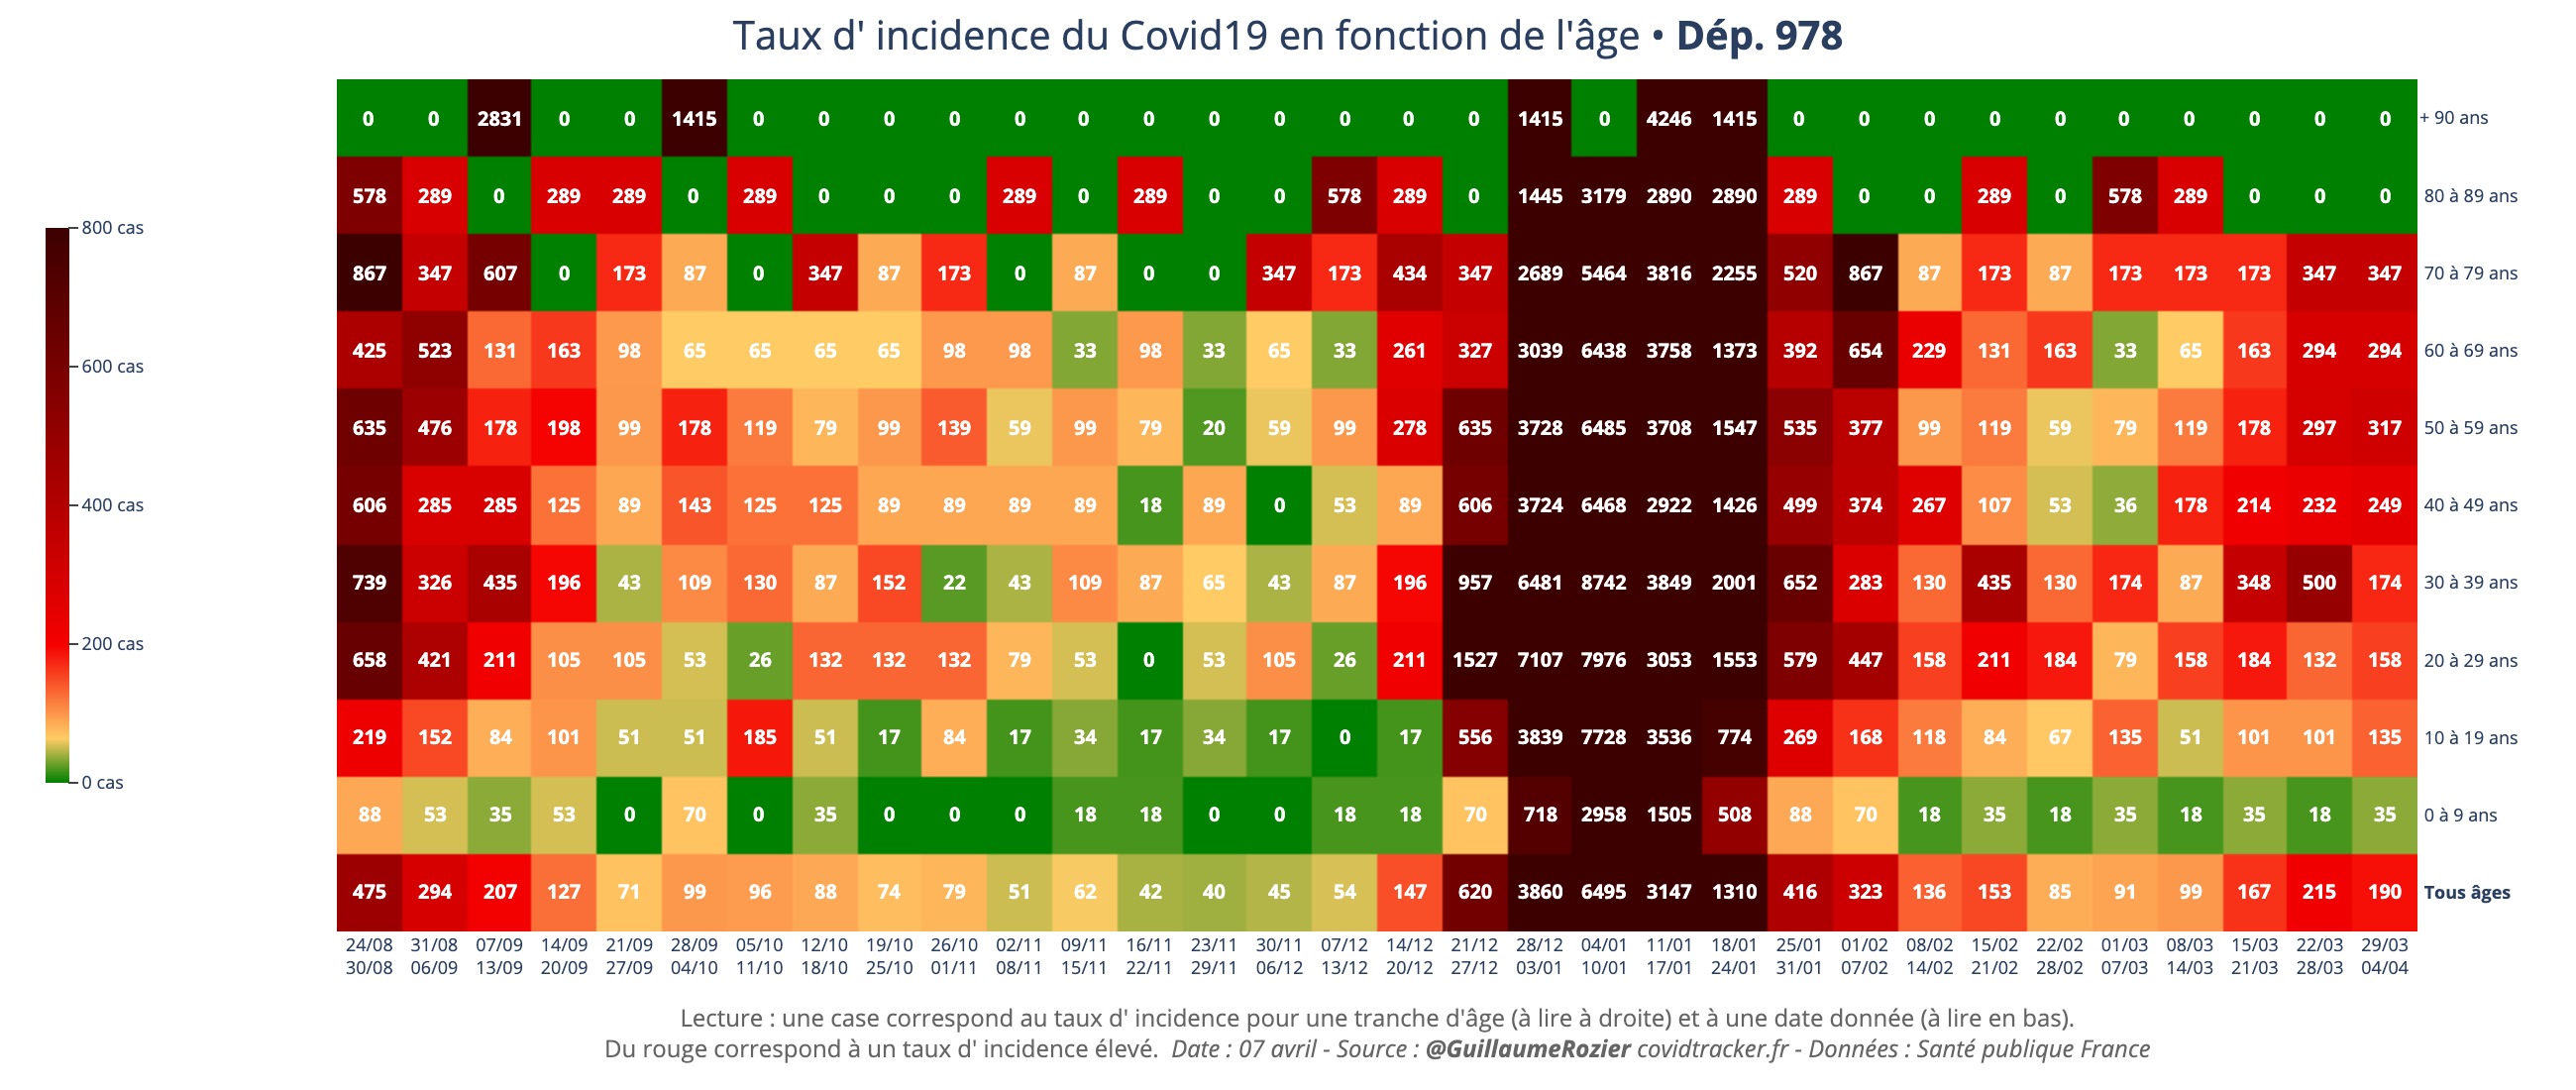 Taux d' incidence du Covid19 en fonction de l'âge • Dép. 978
0 0 2831 0 0 1415 0 0 0 0 0 0 0 0 0 0 0 0 1415 0 4246 1415 0 0 0 0 0 0 0 0 0 0 + 90 ans
578 289 0 289 289 0 289 0 0 0 289 0 289 0 0 578 289 0 1445 3179 2890 2890 289 0 0 289 0 578 289 0 0 0 80 à 89 ans
800 cas
867 347 607 0 173 87 0 347 87 173 0 87 0 0 347 173 434 347 2689 5464 3816 2255 520 867 87 173 87 173 173 173 347 347 70 à 79 ans
425 523 131 163 98 65 65 65 65 98 98 33 98 33 65 33 261 327 3039 6438 3758 1373 392 654 229 131 163 33 65 163 294 294 60 à 69 ans
600 cas
635 476 178 198 99 178 119 79 99 139 59 99 79 20 59 99 278 635 3728 6485 3708 1547 535 377 99 119 59 79 119 178 297 317 50 à 59 ans
606 285 285 125 89 143 125 125 89 89 89 89 18 89 0 53 89 606 3724 6468 2922 1426 499 374 267 107 53 36 178 214 232 249 40 à 49 ans
400 cas
739 326 435 196 43 109 130 87 152 22 43 109 87 65 43 87 196 957 6481 8742 3849 2001 652 283 130 435 130 174 87 348 500 174 30 à 39 ans
200 cas
658 421 211 105 105 53 26 132 132 132 79 53 0 53 105 26 211 1527 7107 7976 3053 1553 579 447 158 211 184 79 158 184 132 158 20 à 29 ans
219 152 84 101 51 51 185 51 17 84 17 34 17 34 17 0 17 556 3839 7728 3536 774 269 168 118 84 67 135 51 101 101 135 10 à 19 ans
0 cas
88 53 35 53 0 70 0 35 0 0 0 18 18 0 0 18 18 70 718 2958 1505 508 88 70 18 35 18 35 18 35 18 35 0 à 9 ans
475 294 207 127 71 99 96 88 74 79 51 62 42 40 45 54 147 620 3860 6495 3147 1310 416 323 136 153 85 91 99 167 215 190 Tous âges
24/08 31/08 07/09 14/09 21/09 28/09 05/10 12/10 19/10 26/10 02/11 09/11 16/11 23/11 30/11 07/12 14/12 21/12 28/12 04/01 11/01 18/01 25/01 01/02 08/02 15/02 22/02 01/03 08/03 15/03 22/03 29/03
30/08 06/09 13/09 20/09 27/09 04/10 11/10 18/10 25/10 01/11 08/11 15/11 22/11 29/11 06/12 13/12 20/12 27/12 03/01 10/01 17/01 24/01 31/01 07/02 14/02 21/02 28/02 07/03 14/03 21/03 28/03 04/04
Lecture : une case correspond au taux d' incidence pour une tranche d'âge (à lire à droite) et à une date donnée (à lire en bas).
Du rouge correspond à un taux d' incidence élevé. Date : 07 avril - Source : @GuillaumeRozier covidtracker.fr - Données : Santé publique France